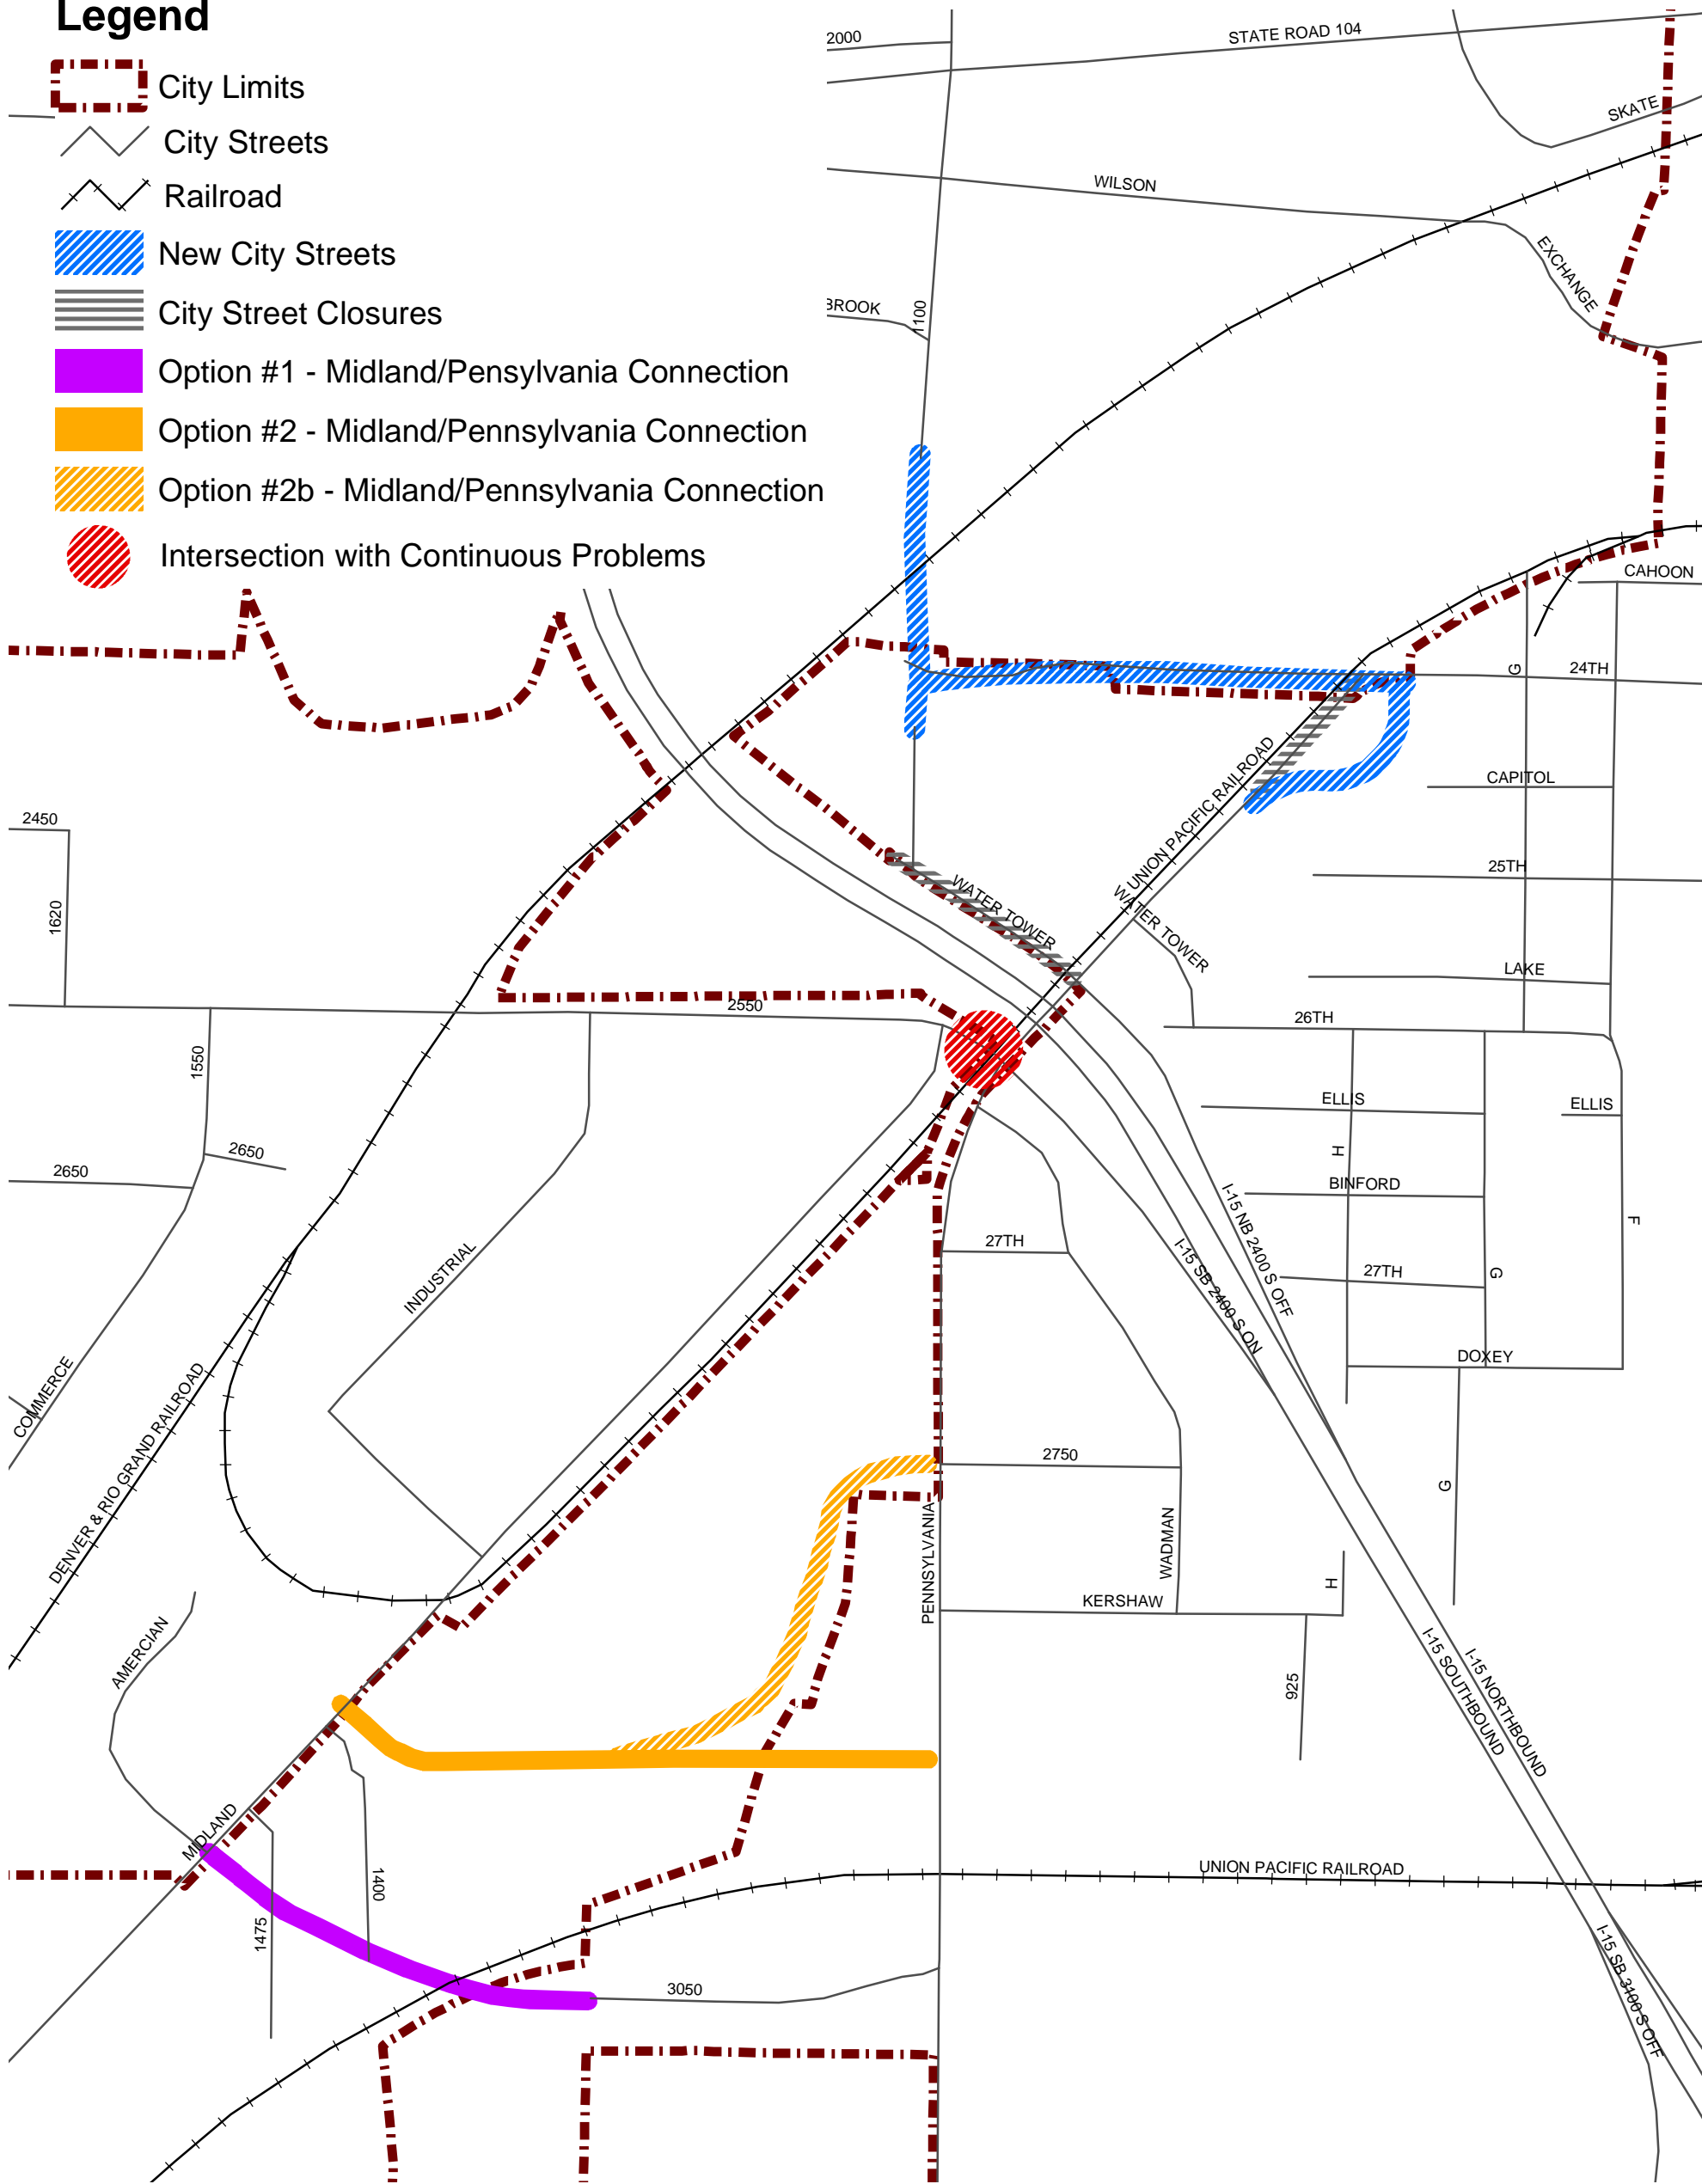 Legend
City Limits
City Streets
Railroad
New City Streets
City Street Closures
Option #1 - Midland/Pensylvania Connection
Option #2 - Midland/Pennsylvania Connection
Option #2b - Midland/Pennsylvania Connection
Intersection with Continuous Problems
2000
STATE ROAD 104
SKATE
WILSON
EXCHANGE
BROOK
1100
CAHOON
G
24TH
UNION PACIFIC RAILROAD
CAPITOL
2450
25TH
WATER TOWER
WATER TOWER
1620
LAKE
2550
26TH
1550
ELLIS
ELLIS
2650
2650
H
BINFORD
I-15 NB 2400 S OFF
F
27TH
INDUSTRIAL
I-15 SB 2400 S ON
27TH
G
COMMERCE
DENVER & RIO GRAND RAILROAD
DOXEY
2750
G
PENNSYLVANIA
WADMAN
H
KERSHAW
AMERCIAN
925
I-15 SOUTHBOUND
I-15 NORTHBOUND
MIDLAND
1400
UNION PACIFIC RAILROAD
1475
3050
I-15 SB 3100 S OFF